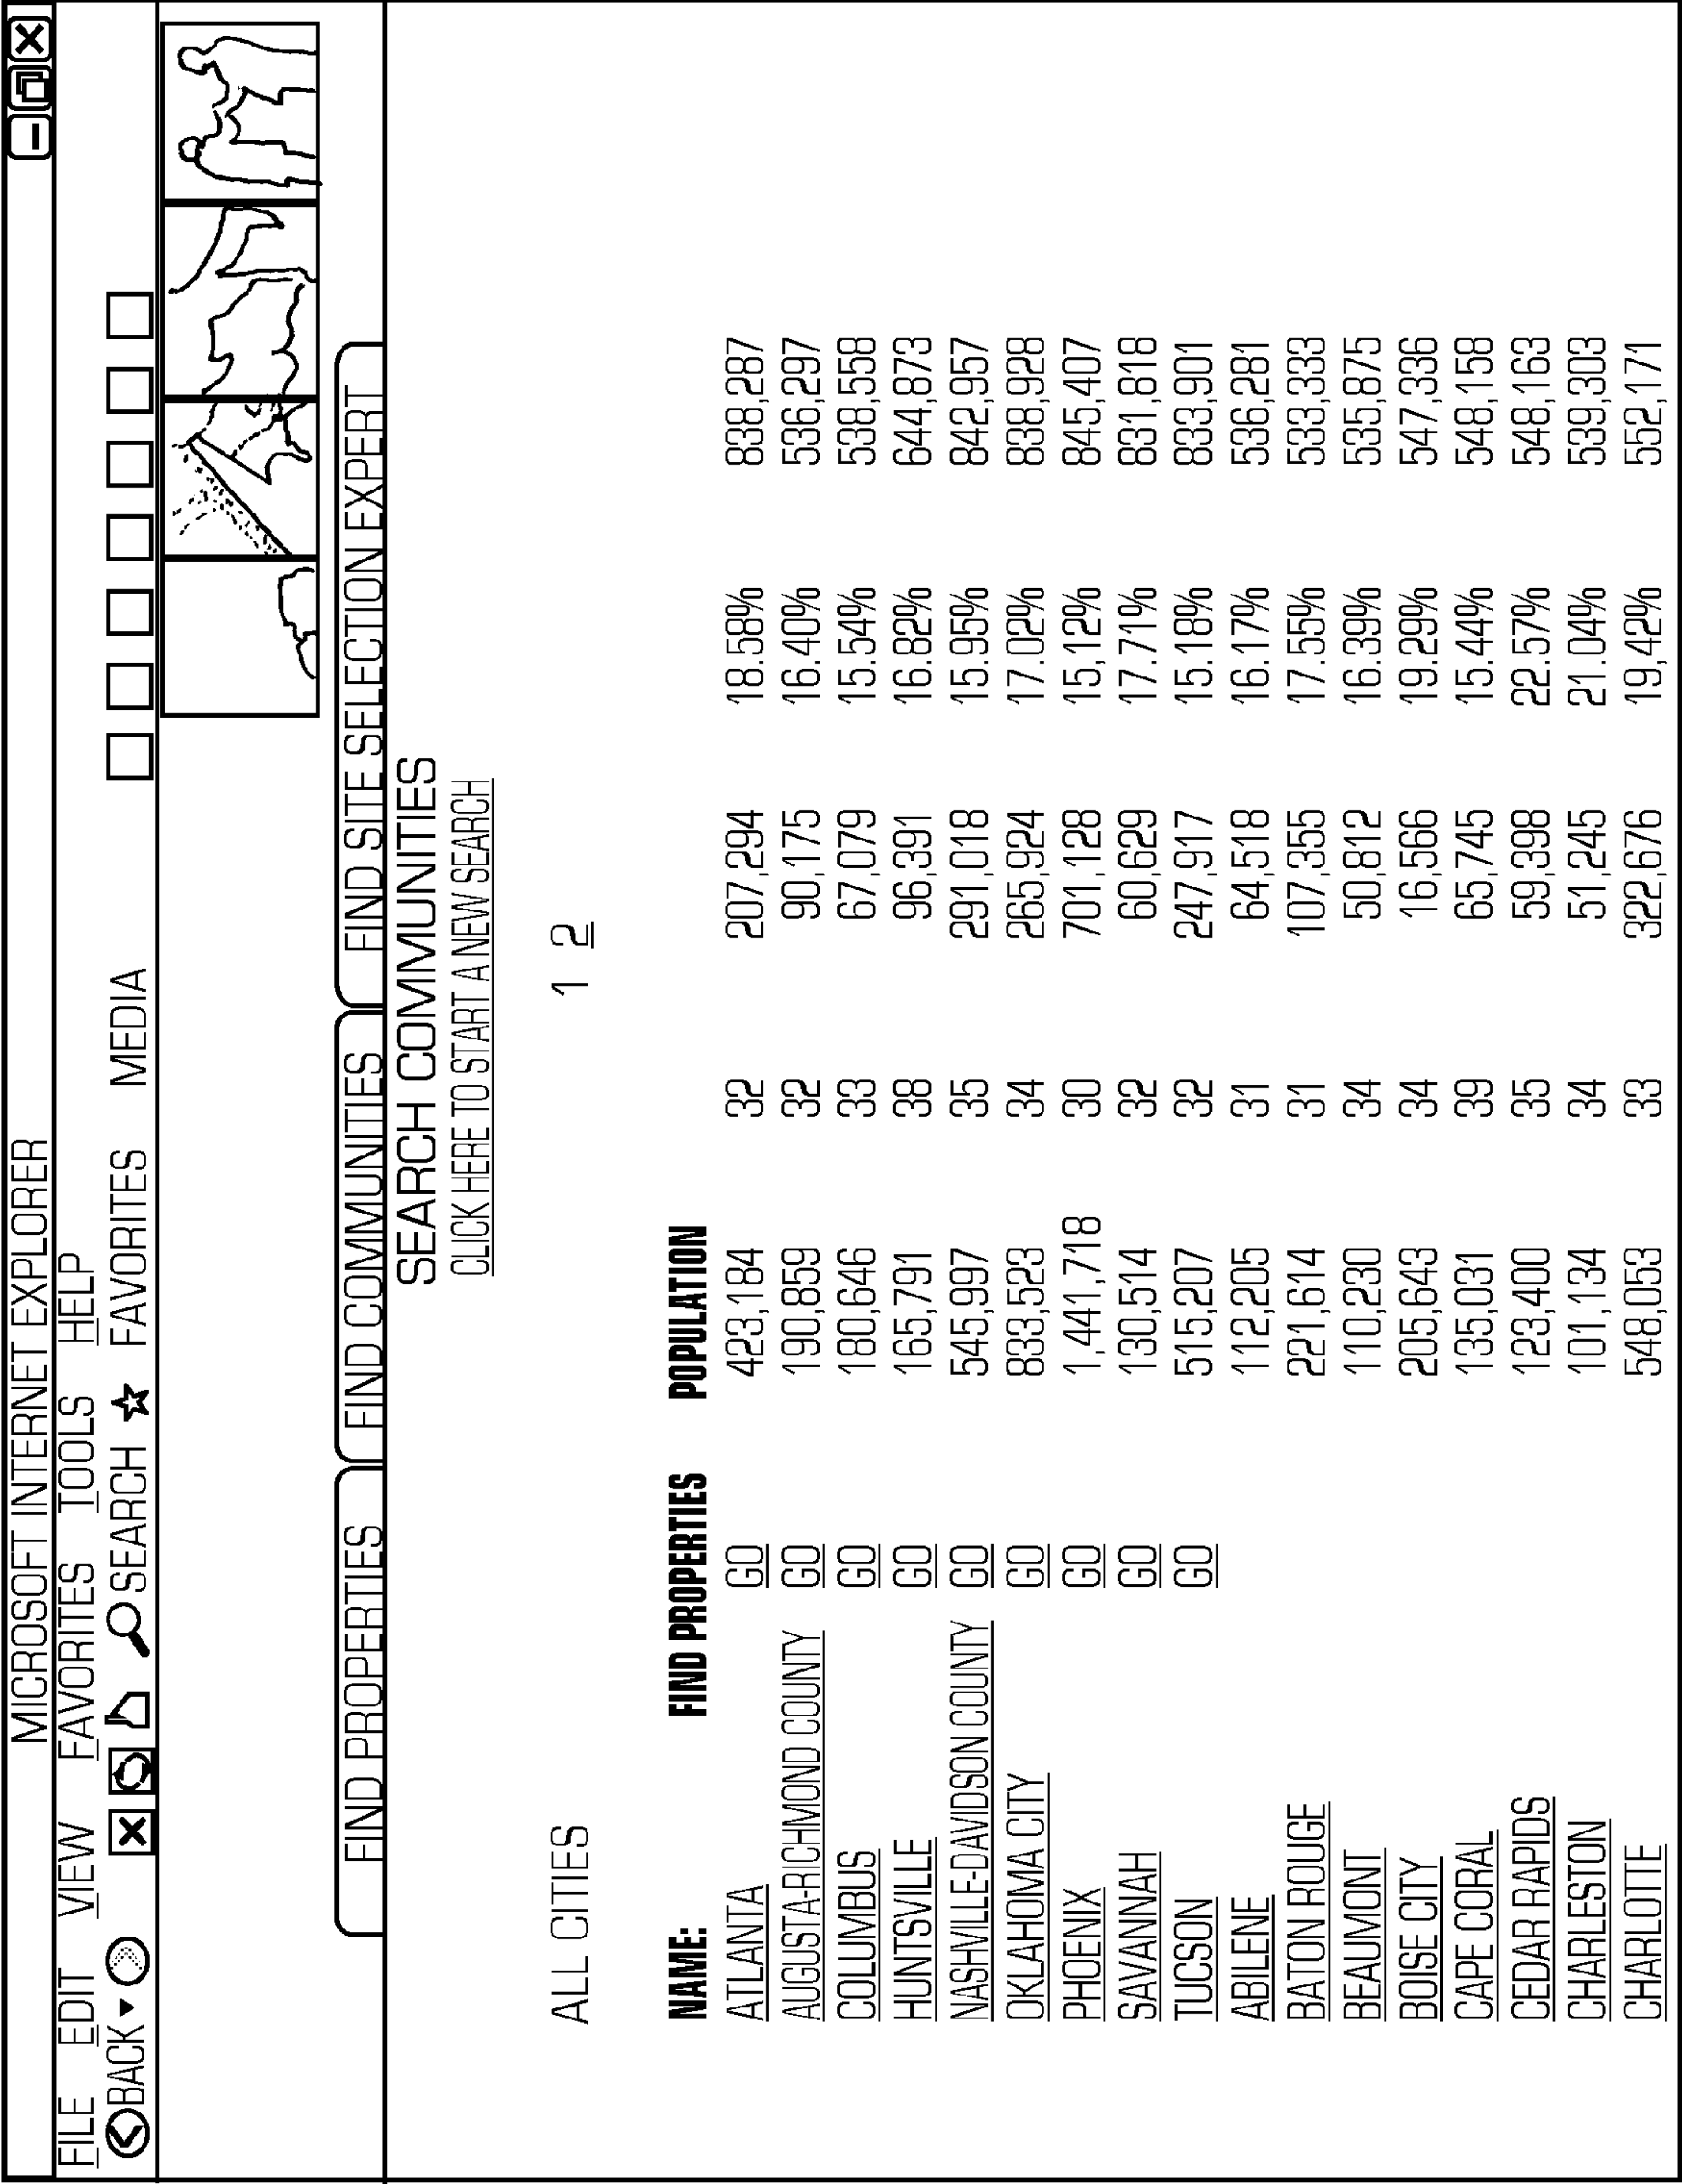 MICROSOFT INTERNET EXPLORER
FILE EDIT VIEW FAVORITES TOOLS HELP
BACK SEARCH FAVORITES MEDIA
FIND PROPERTIES FIND COMMUNITIES FIND SITE SELECTION EXPERT
SEARCH COMMUNITIES
CLICK HERE TO START A NEW SEARCH
ALL CITIES 1 2
NAME: FIND PROPERTIES POPULATION
ATLANTA GO 423,184 32 207,294 18.58% 838,287
AUGUSTA-RICHMOND COUNTY GO 190,859 32 90,175 16.40% 536,297
COLUMBUS GO 180,646 33 67,079 15.54% 538,558
HUNTSVILLE GO 165,791 38 96,391 16.82% 644,873
NASHVILLE-DAVIDSON COUNTY GO 545,997 35 291,018 15.95% 842,957
OKLAHOMA CITY GO 833,523 34 265,924 17.02% 838,928
PHOENIX GO 1,441,718 30 701,128 15,12% 845,407
SAVANNAH GO 130,514 32 60,629 17.71% 831,818
TUCSON GO 515,207 32 247,917 15.18% 833,901
ABILENE 112,205 31 64,518 16.17% 536,281
BATON ROUGE 221,614 31 107,355 17.55% 533,333
BEAUMONT 110,230 34 50,812 16.39% 535,875
BOISE CITY 205,643 34 16,566 19.29% 547,336
CAPE CORAL 135,031 39 65,745 15.44% 548,158
CEDAR RAPIDS 123,400 35 59,398 22.57% 548,163
CHARLESTON 101,134 34 51,245 21.04% 539,303
CHARLOTTE 548,053 33 322,676 19,42% 552,171